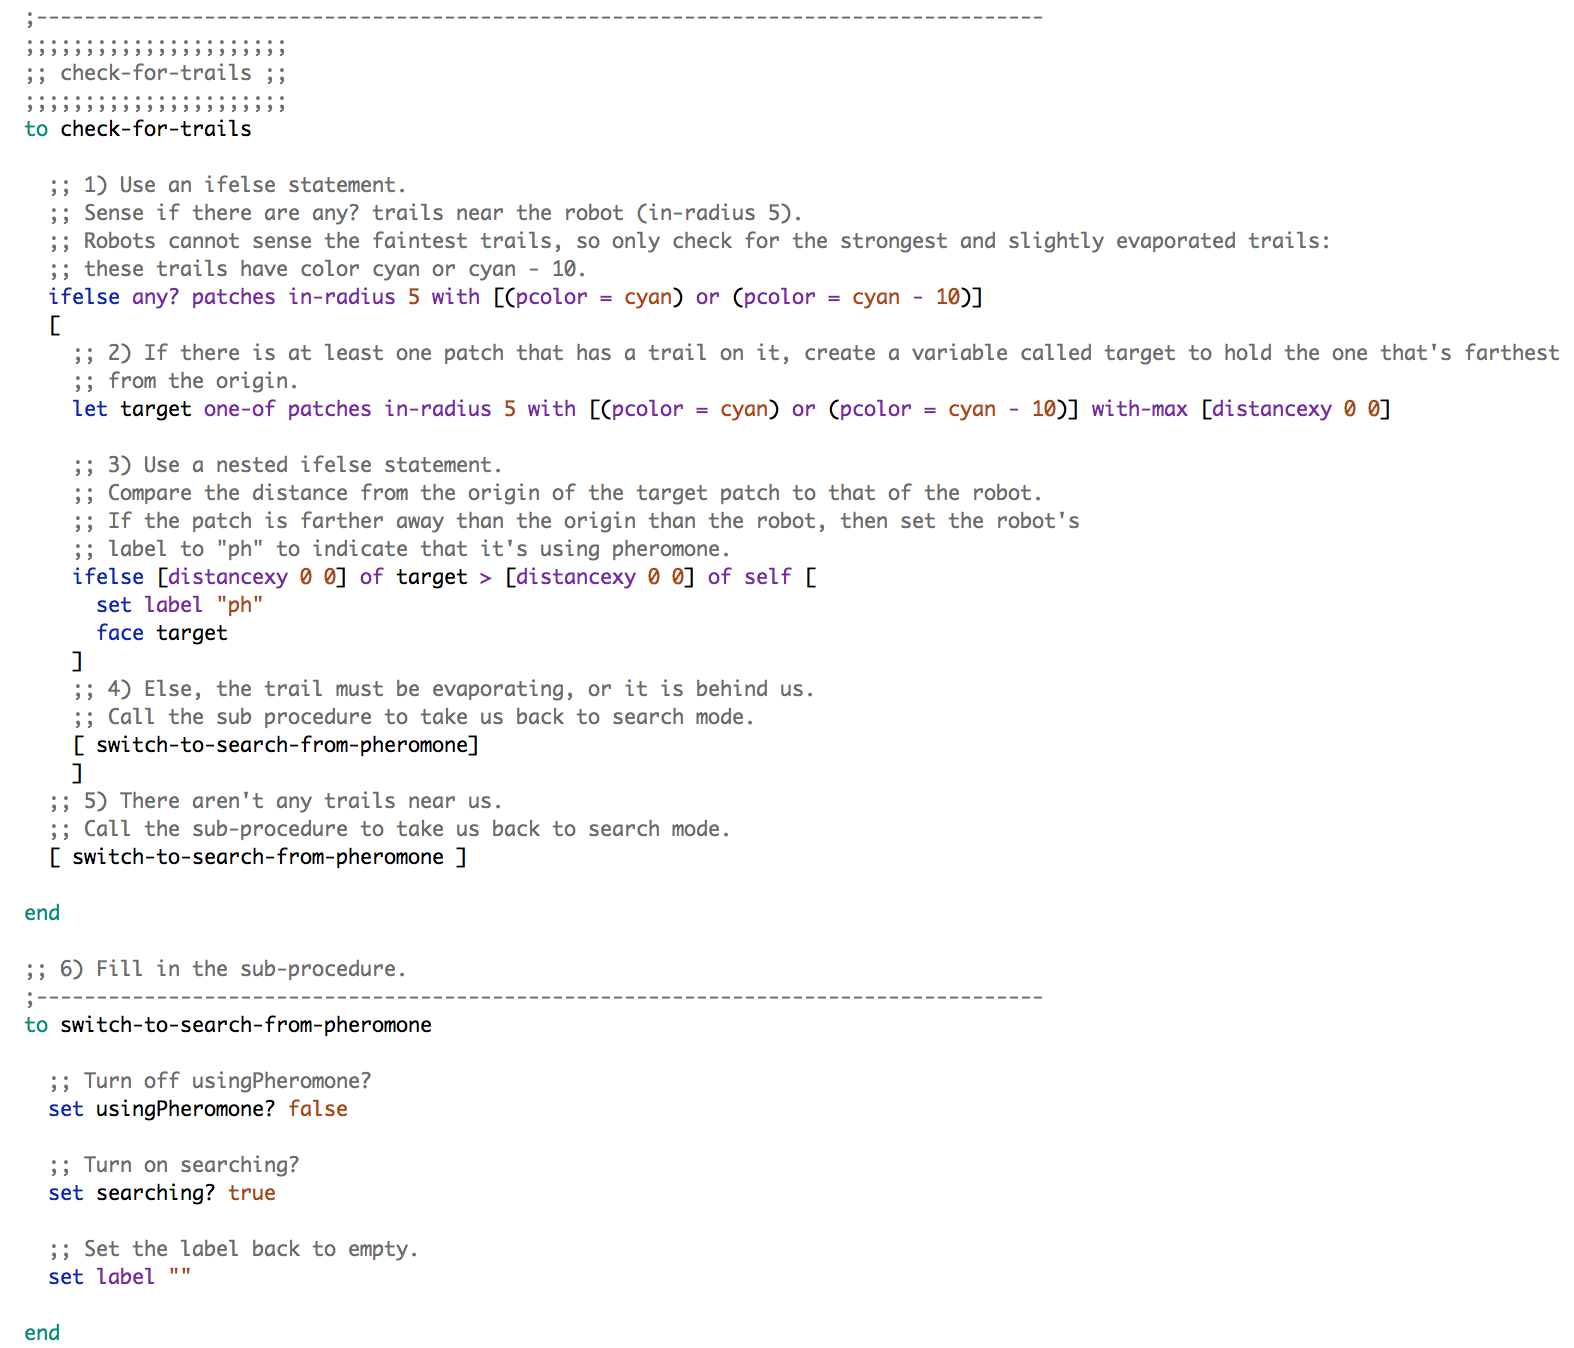 ;------------------------------------------------------------------------------------
;;;;;;;;;;;;;;;;;;;;;;
;; check-for-trails ;;
;;;;;;;;;;;;;;;;;;;;;;
to check-for-trails
;; 1) Use an ifelse statement.
;; Sense if there are any? trails near the robot (in-radius 5).
;; Robots cannot sense the faintest trails, so only check for the strongest and slightly evaporated trails:
;; these trails have color cyan or cyan - 10.
ifelse any? patches in-radius 5 with [(pcolor = cyan) or (pcolor = cyan - 10)]
[
;; 2) If there is at least one patch that has a trail on it, create a variable called target to hold the one that's farthest
;; from the origin.
let target one-of patches in-radius 5 with [(pcolor = cyan) or (pcolor = cyan - 10)] with-max [distancexy 0 0]
;; 3) Use a nested ifelse statement.
;; Compare the distance from the origin of the target patch to that of the robot.
;; If the patch is farther away than the origin than the robot, then set the robot's
;; label to "ph" to indicate that it's using pheromone.
ifelse [distancexy 0 0] of target > [distancexy 0 0] of self [
set label "ph"
face target
]
;; 4) Else, the trail must be evaporating, or it is behind us.
;; Call the sub procedure to take us back to search mode.
[ switch-to-search-from-pheromone]
]
;; 5) There aren't any trails near us.
;; Call the sub-procedure to take us back to search mode.
[ switch-to-search-from-pheromone ]
end
;; 6) Fill in the sub-procedure.
;------------------------------------------------------------------------------------
to switch-to-search-from-pheromone
;; Turn off usingPheromone?
set usingPheromone? false
;; Turn on searching?
set searching? true
;; Set the label back to empty.
set label ""
end